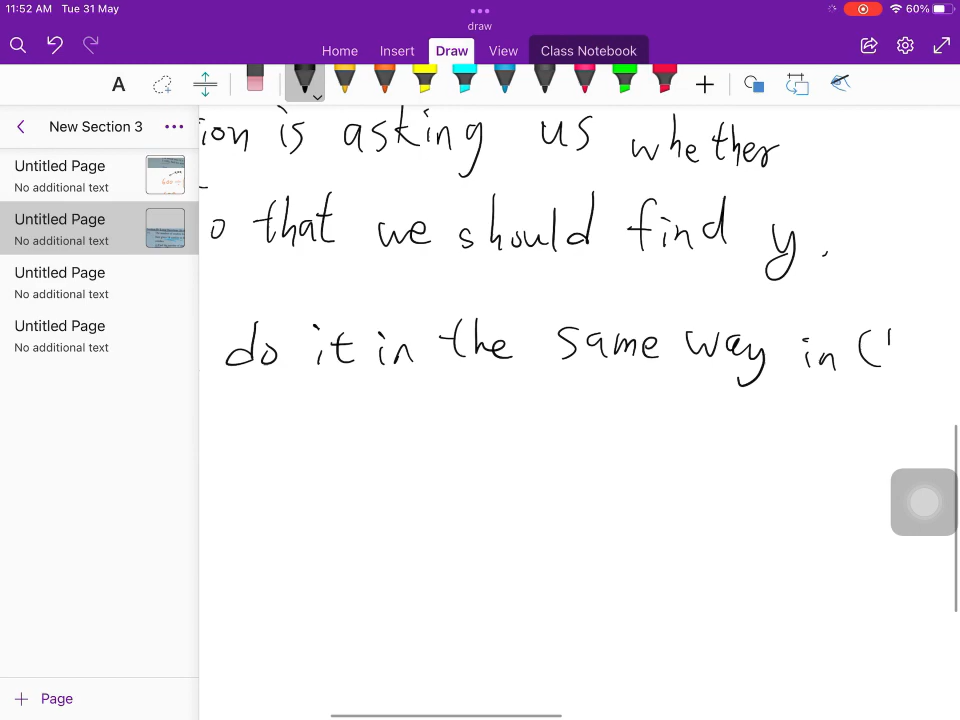 11:52 AM Tue 31 May
60%
draw
Home Insert Draw View Class Notebook
A
New Section 3
Untitled Page
No additional text
Untitled Page
No additional text
Untitled Page
No additional text
Untitled Page
No additional text
Page
ion is asking us whether
o that we should find y.
do it in the same way in (1